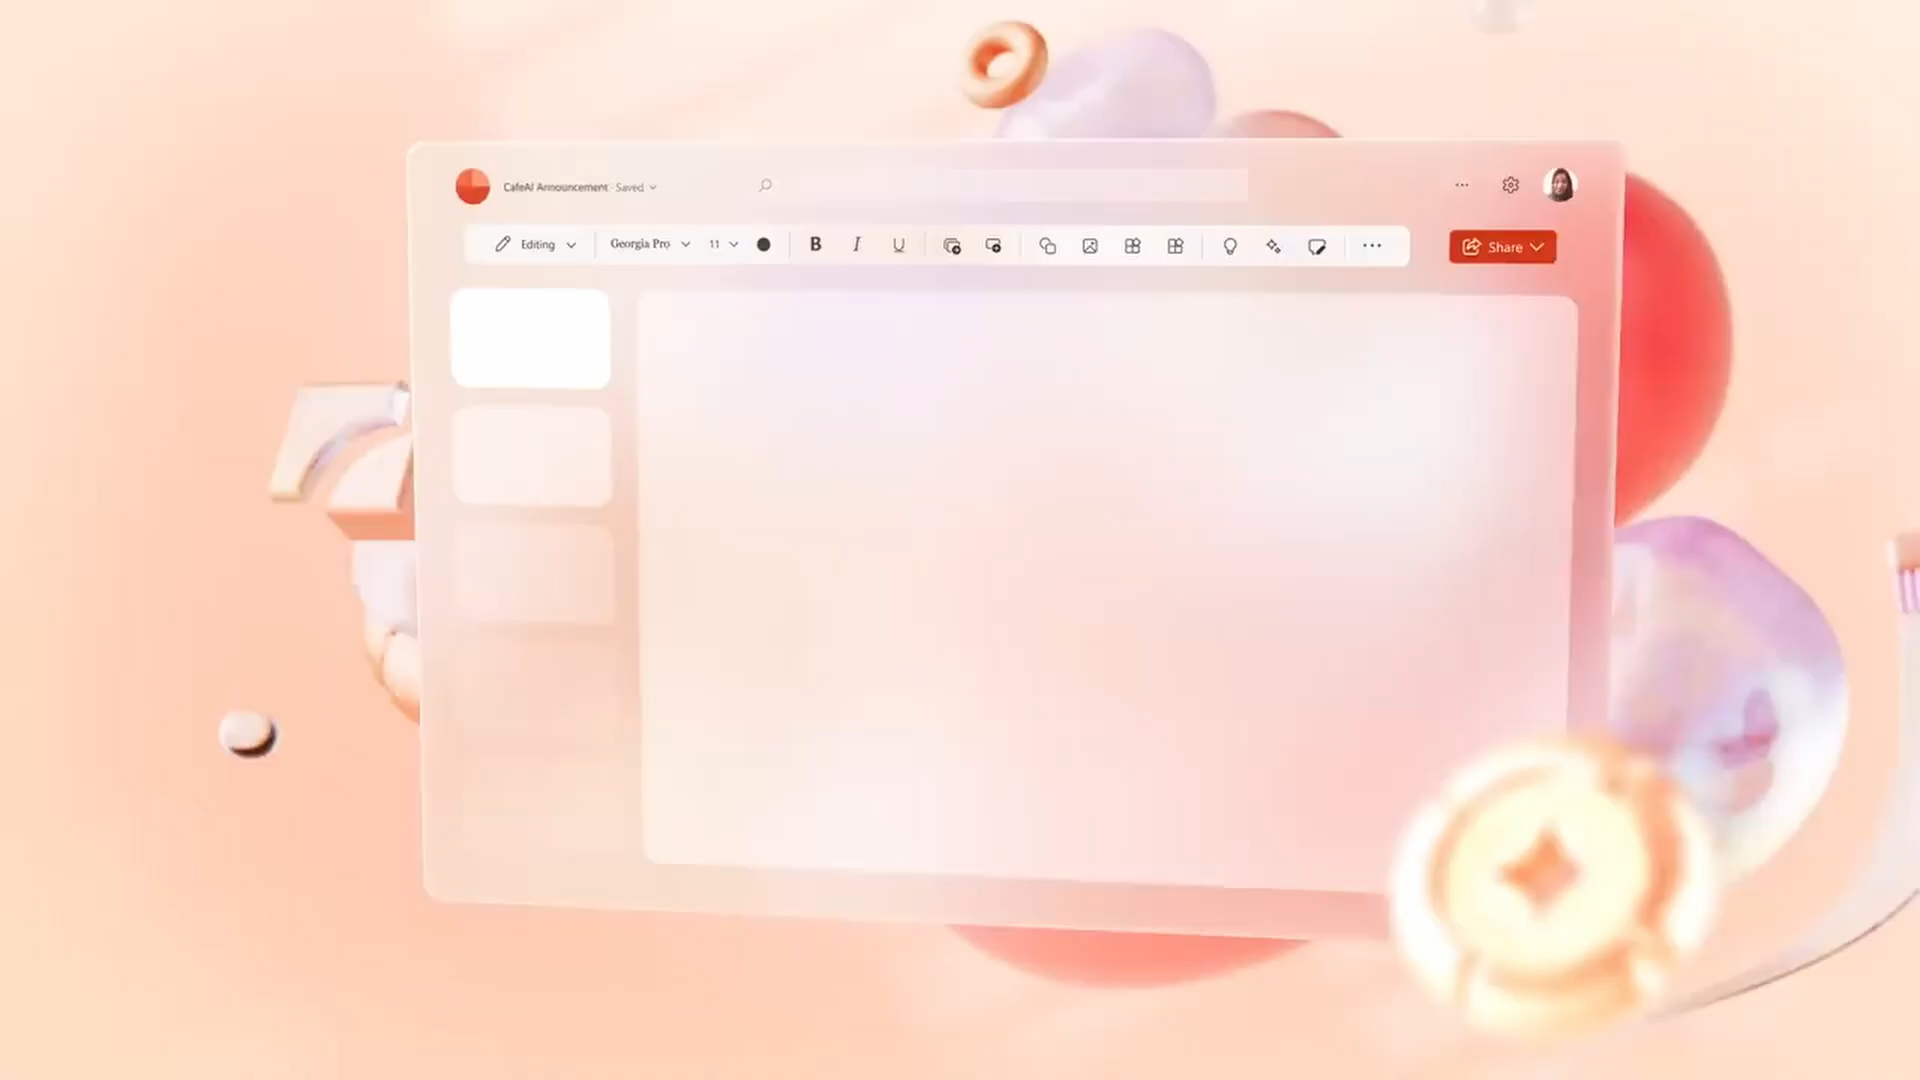 CafeAI Announcement · Saved
Editing Georgia Pro 11 B I U Share